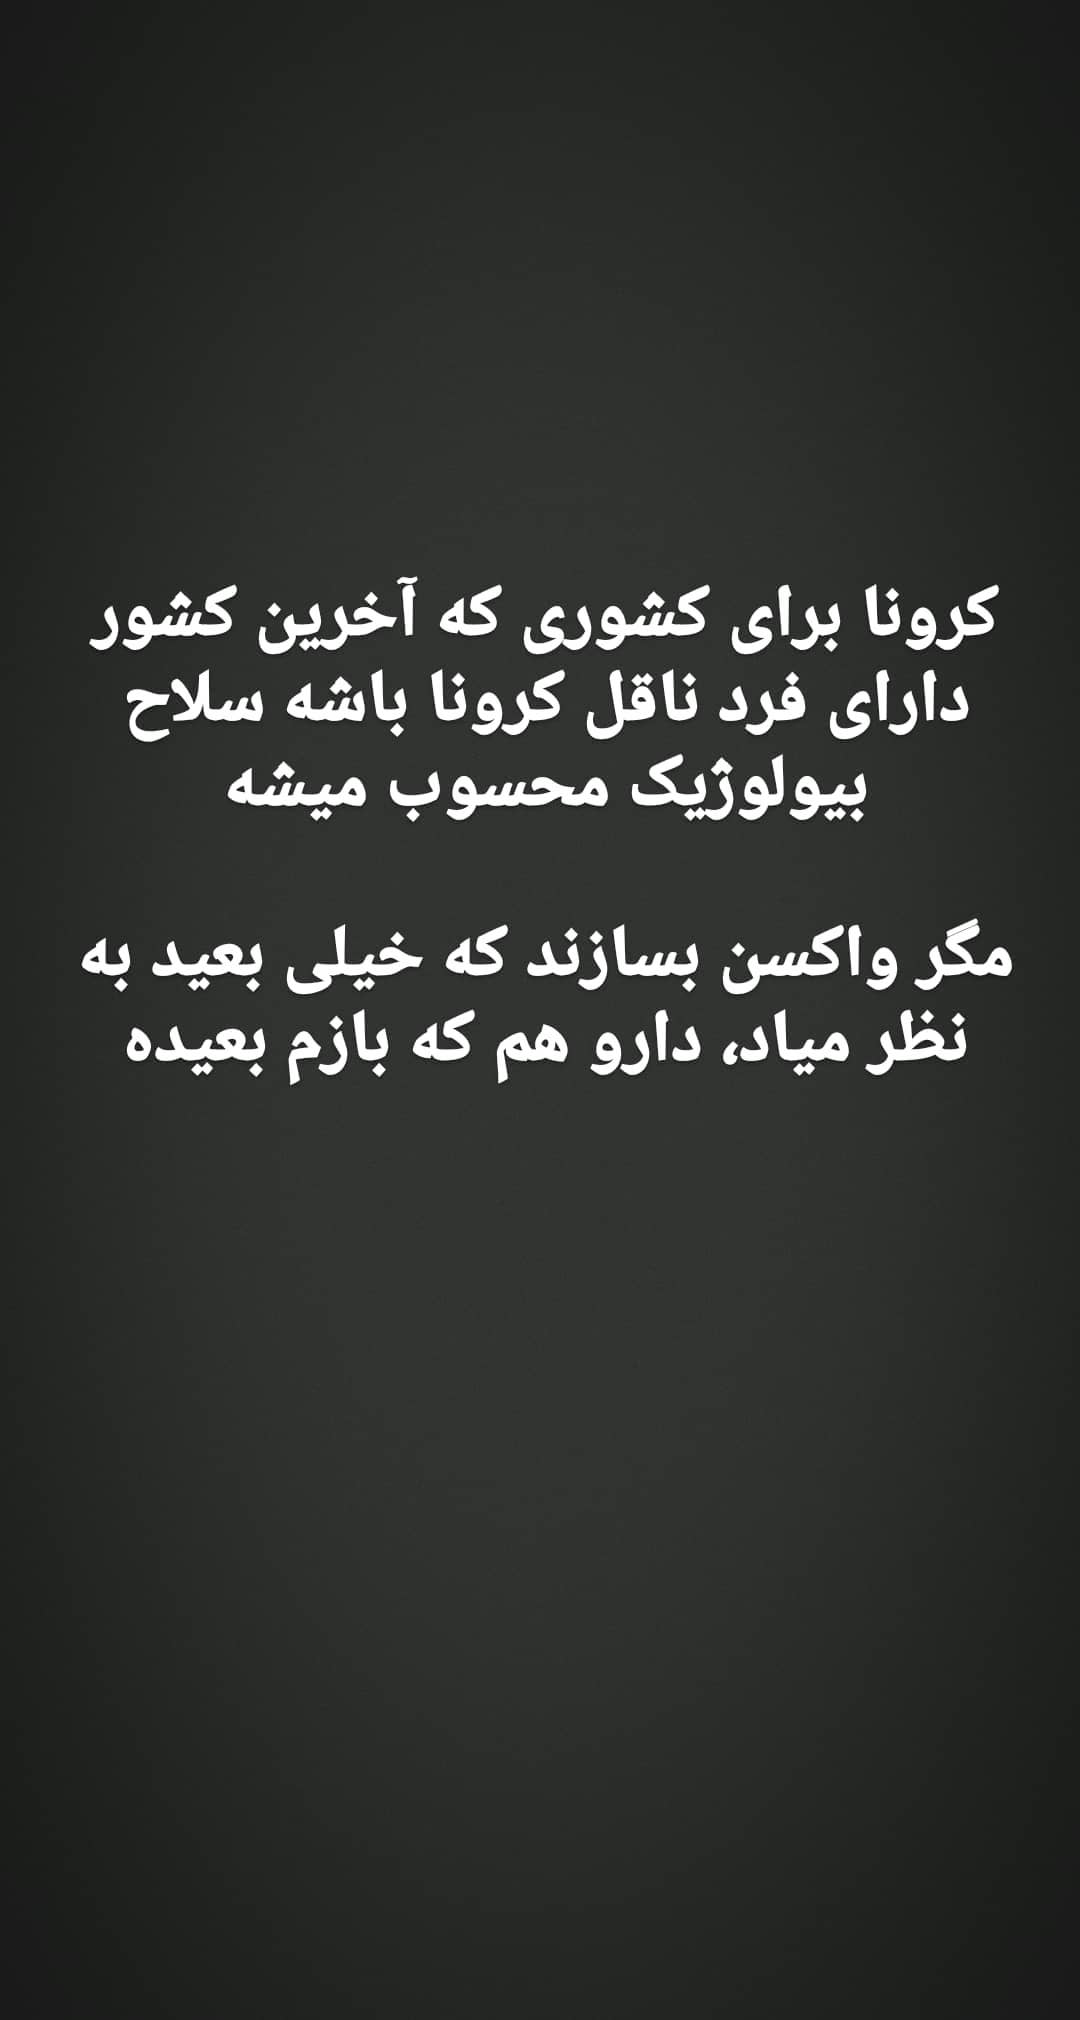 کرونا برای کشوری که آخرین کشور
دارای فرد ناقل کرونا باشه سلاح
بیولوژیک محسوب میشه
مگر واکسن بسازند که خیلی بعید به
نظر میاد، دارو هم که بازم بعیده